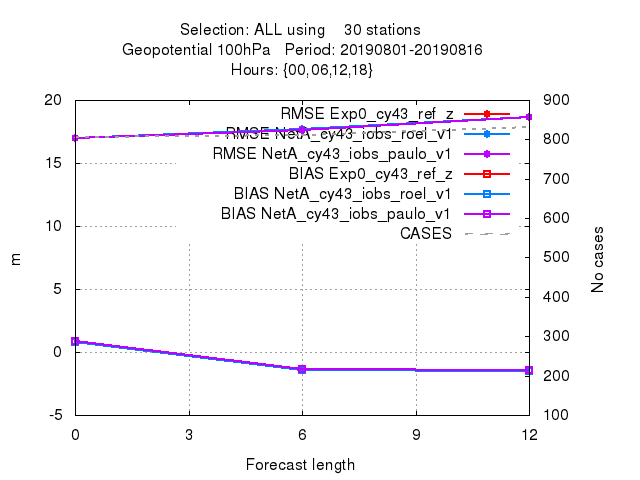 Selection: ALL using 30 stations
Geopotential 100hPa Period: 20190801-20190816
Hours: {00,06,12,18}
20
15
10
5
0
-5
900
800
700
600
500
400
300
200
100
RMSE Exp0_cy43_ref_z
RMSE NetA_cy43_iobs_roel_v1
RMSE NetA_cy43_iobs_paulo_v1
BIAS Exp0_cy43_ref_z
BIAS NetA_cy43_iobs_roel_v1
BIAS NetA_cy43_iobs_paulo_v1
CASES
m
No cases
0 3 6 9 12
Forecast length